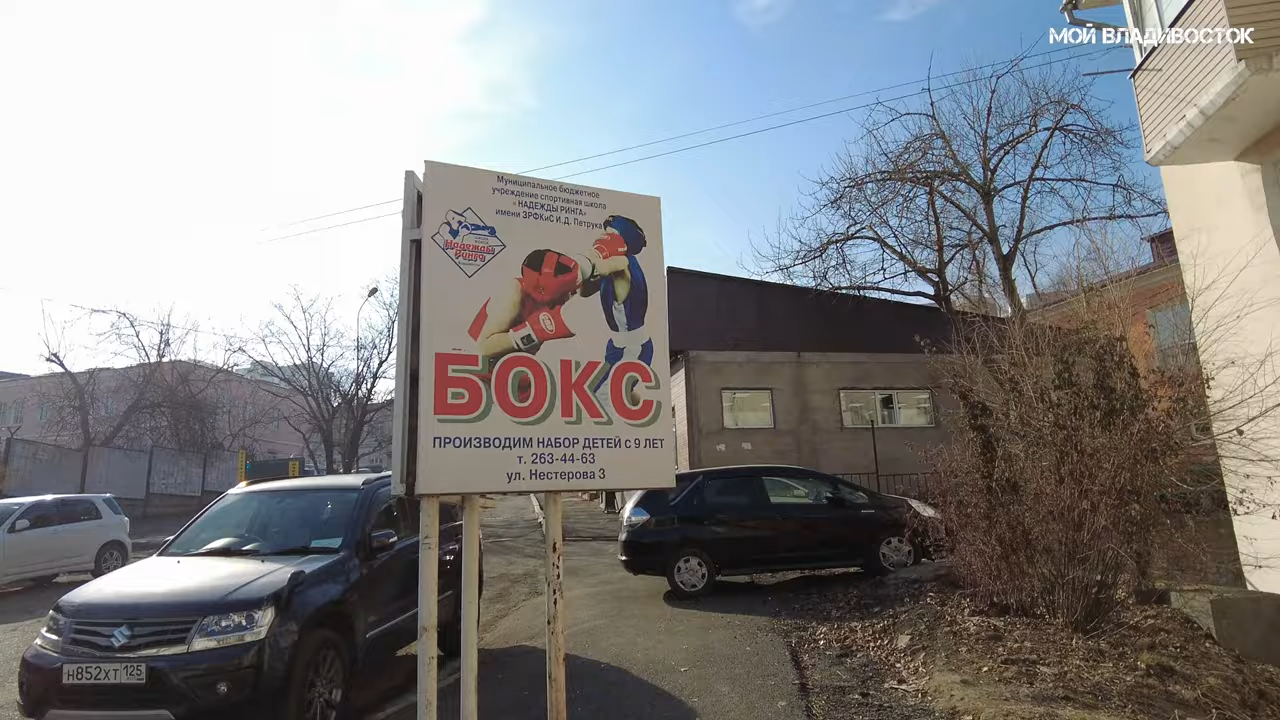 МОЙ ВЛАДИВОСТОК
Муниципальное бюджетное
учреждение спортивная школа
"НАДЕЖДЫ РИНГА"
имени ЗРФКиС И.Д. Петрука
Надежды
Ринга
БОКС
ПРОИЗВОДИМ НАБОР ДЕТЕЙ С 9 ЛЕТ
т. 263-44-63
ул. Нестерова 3
Н852ХТ 125